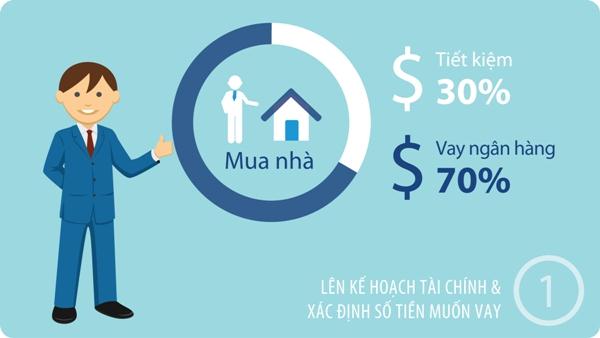 Mua nhà
$ Tiết kiệm
30%
$ Vay ngân hàng
70%
LÊN KẾ HOẠCH TÀI CHÍNH &
XÁC ĐỊNH SỐ TIỀN MUỐN VAY
1